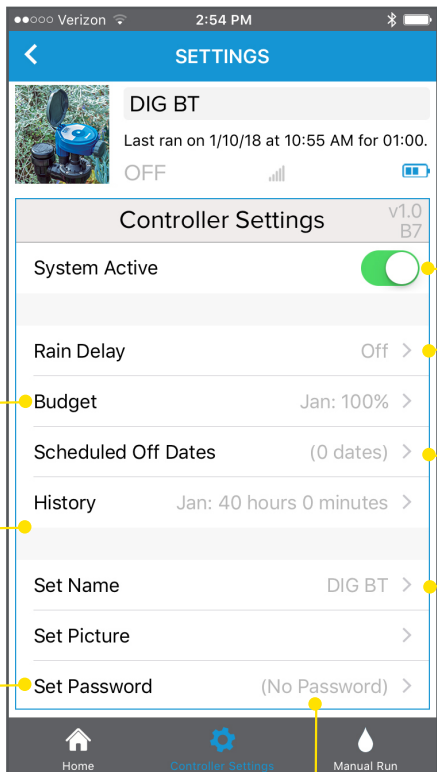 Verizon 2:54 PM
SETTINGS
DIG BT
Last ran on 1/10/18 at 10:55 AM for 01:00.
OFF
Controller Settings v1.0
B7
System Active
Rain Delay Off
Budget Jan: 100%
Scheduled Off Dates (0 dates)
History Jan: 40 hours 0 minutes
Set Name DIG BT
Set Picture
Set Password (No Password)
Home Controller Settings Manual Run